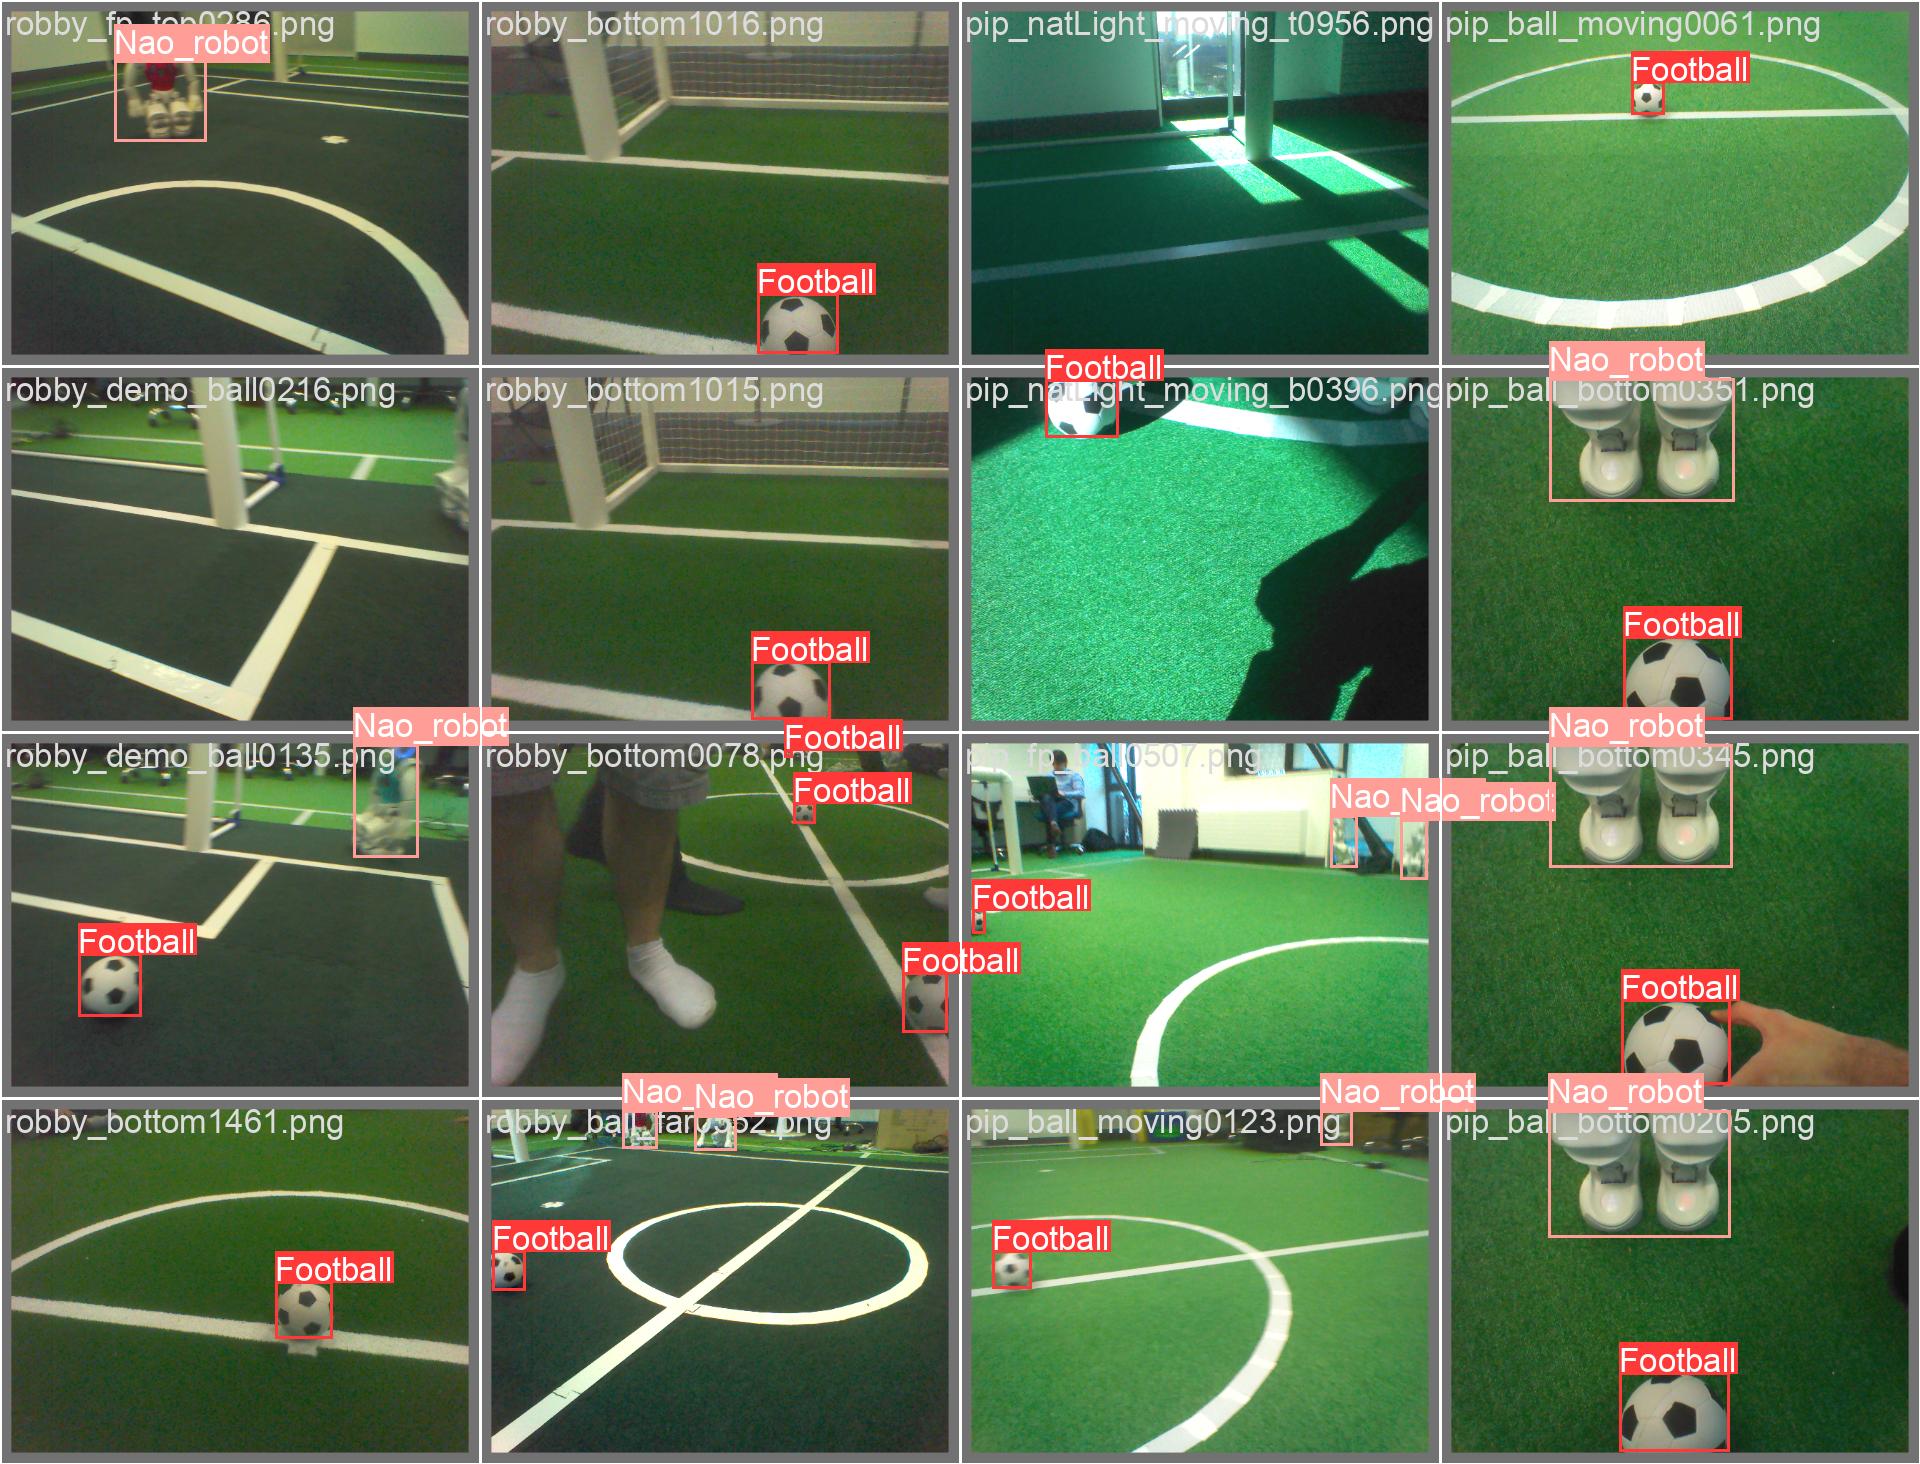 robby_fp_top0286.png
Nao_robot
robby_bottom1016.png
Football
pip_natLight_moving_t0956.png
pip_ball_moving0061.png
Football
robby_demo_ball0216.png
robby_bottom1015.png
Football
pip_natLight_moving_b0396.png
Football
pip_ball_bottom0351.png
Nao_robot
Football
robby_demo_ball0135.png
Nao_robot
Football
robby_bottom0078.png
Football
Football
Football
pip_fp_ball0507.png
Nao_
Nao_robot
Football
pip_ball_bottom0345.png
Nao_robot
Football
robby_bottom1461.png
Football
Nao_
Nao_robot
Football
pip_ball_moving0123.png
Nao_robot
Football
pip_ball_bottom0205.png
Nao_robot
Football